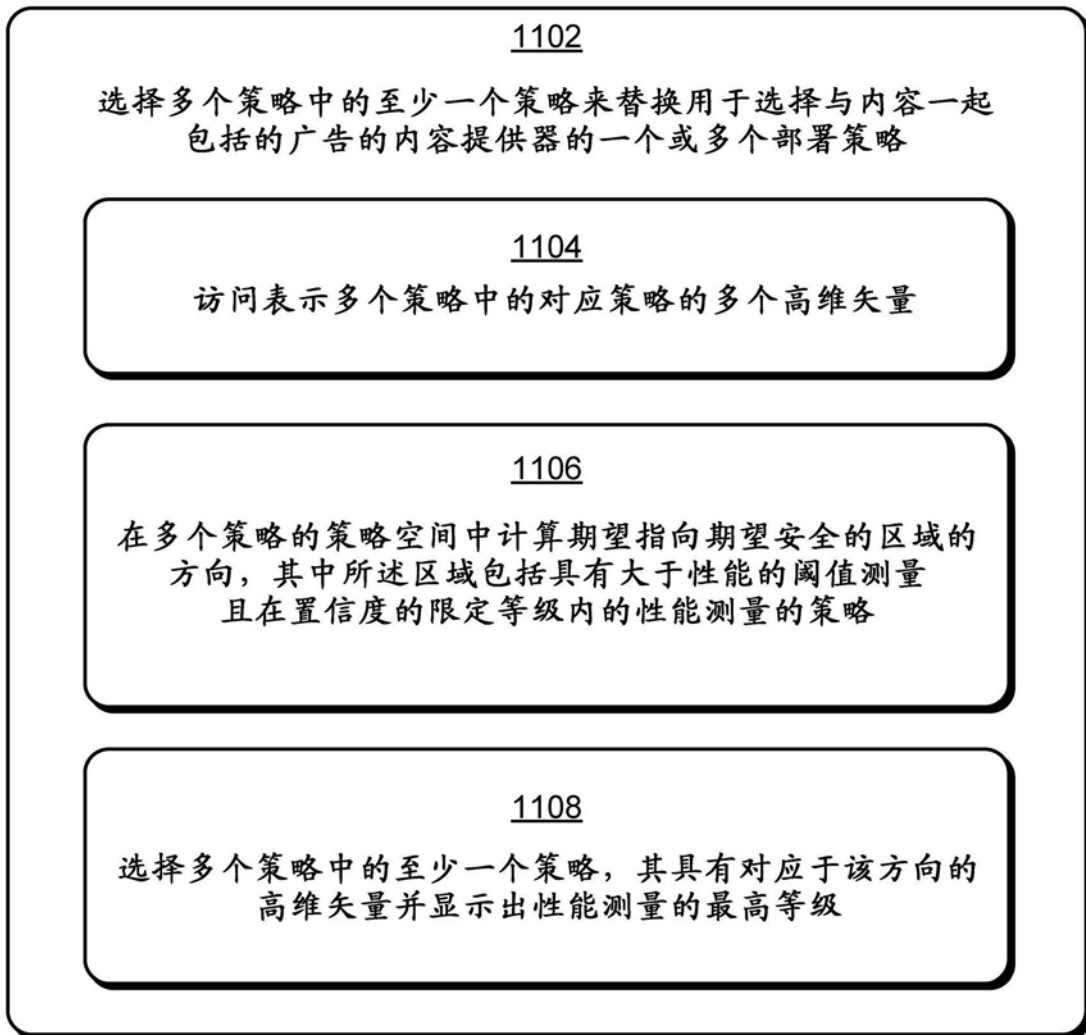 1102
选择多个策略中的至少一个策略来替换用于选择与内容一起
包括的广告的内容提供器的一个或多个部署策略
1104
访问表示多个策略中的对应策略的多个高维矢量
1106
在多个策略的策略空间中计算期望指向期望安全的区域的
方向，其中所述区域包括具有大于性能的阈值测量
且在置信度的限定等级内的性能测量的策略
1108
选择多个策略中的至少一个策略，其具有对应于该方向的
高维矢量并显示出性能测量的最高等级